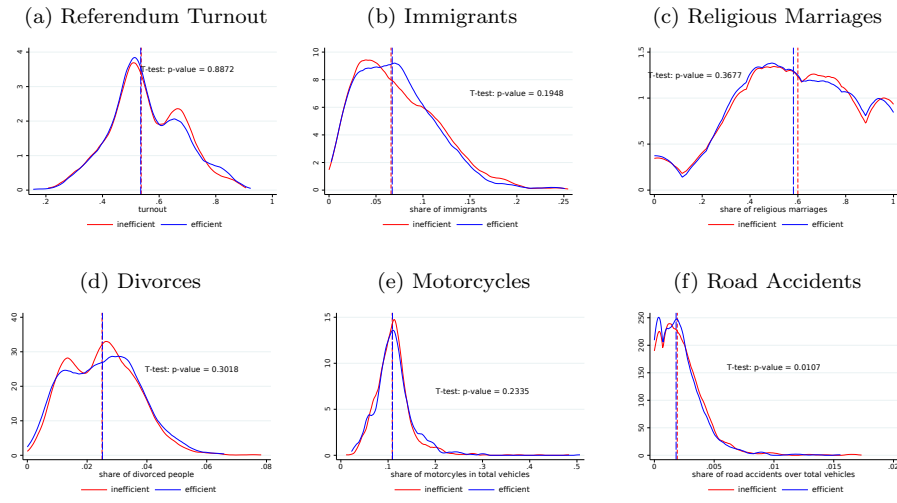 (a) Referendum Turnout
(b) Immigrants
(c) Religious Marriages
T-test: p-value = 0.8872
0 1 2 3 4
.2 .4 .6 .8 1
turnout
inefficient efficient
T-test: p-value = 0.1948
0 2 4 6 8 10
0 .05 .1 .15 .2 .25
share of immigrants
inefficient efficient
T-test: p-value = 0.3677
0 .5 1 1.5
0 .2 .4 .6 .8 1
share of religious marriages
inefficient efficient
(d) Divorces
(e) Motorcycles
(f) Road Accidents
T-test: p-value = 0.3018
0 10 20 30 40
0 .02 .04 .06 .08
share of divorced people
inefficient efficient
T-test: p-value = 0.2335
0 5 10 15
0 .1 .2 .3 .4 .5
share of motorcycles in total vehicles
inefficient efficient
T-test: p-value = 0.0107
0 50 100 150 200 250
0 .005 .01 .015 .02
share of road accidents over total vehicles
inefficient efficient